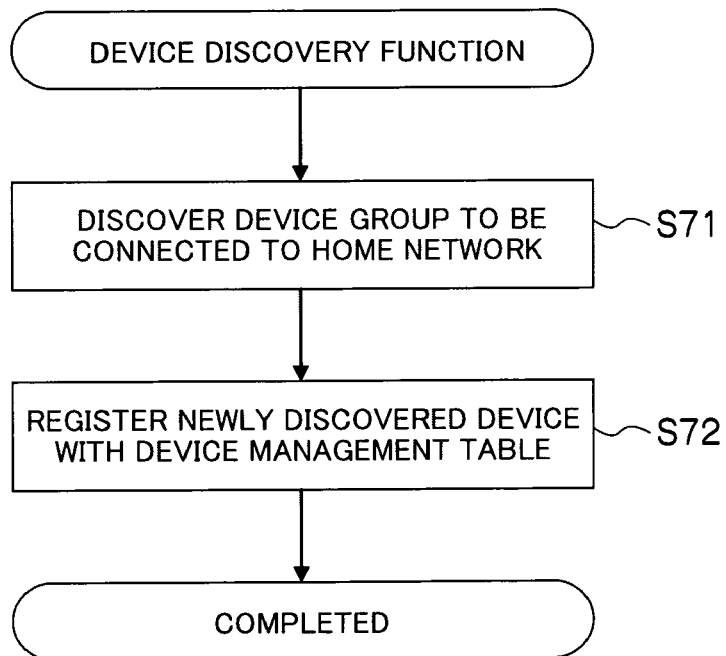 DEVICE DISCOVERY FUNCTION
DISCOVER DEVICE GROUP TO BE
CONNECTED TO HOME NETWORK
S71
REGISTER NEWLY DISCOVERED DEVICE
WITH DEVICE MANAGEMENT TABLE
S72
COMPLETED